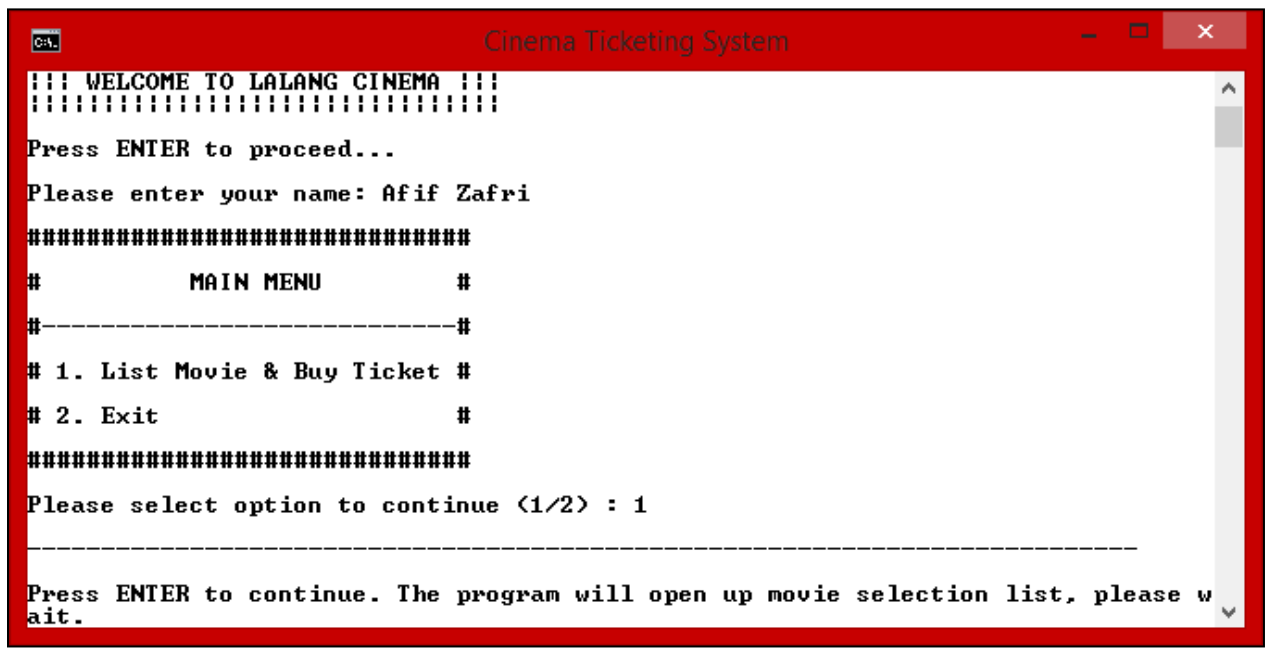 C:\.
Cinema Ticketing System
¦¦¦ WELCOME TO LALANG CINEMA ¦¦¦
¦¦¦¦¦¦¦¦¦¦¦¦¦¦¦¦¦¦¦¦¦¦¦¦¦¦¦¦¦¦¦¦
Press ENTER to proceed...
Please enter your name: Afif Zafri
##############################
# MAIN MENU #
#----------------------------#
# 1. List Movie & Buy Ticket #
# 2. Exit #
##############################
Please select option to continue (1/2) : 1
---------------------------------------------------------------------------
Press ENTER to continue. The program will open up movie selection list, please w
ait.